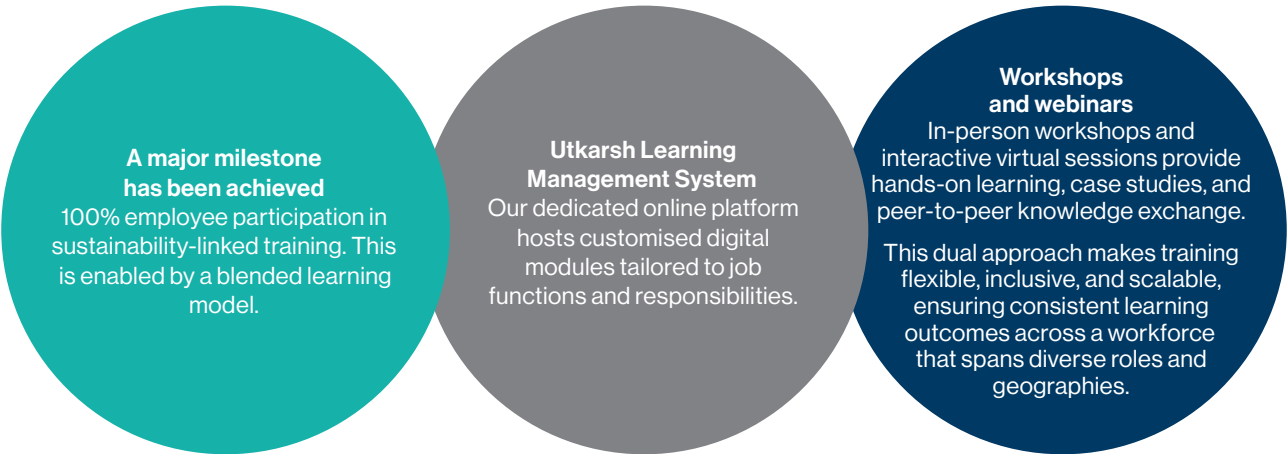 A major milestone
has been achieved
100% employee participation in
sustainability-linked training. This
is enabled by a blended learning
model.
Utkarsh Learning
Management System
Our dedicated online platform
hosts customised digital
modules tailored to job
functions and responsibilities.
Workshops
and webinars
In-person workshops and
interactive virtual sessions provide
hands-on learning, case studies, and
peer-to-peer knowledge exchange.
This dual approach makes training
flexible, inclusive, and scalable,
ensuring consistent learning
outcomes across a workforce
that spans diverse roles and
geographies.